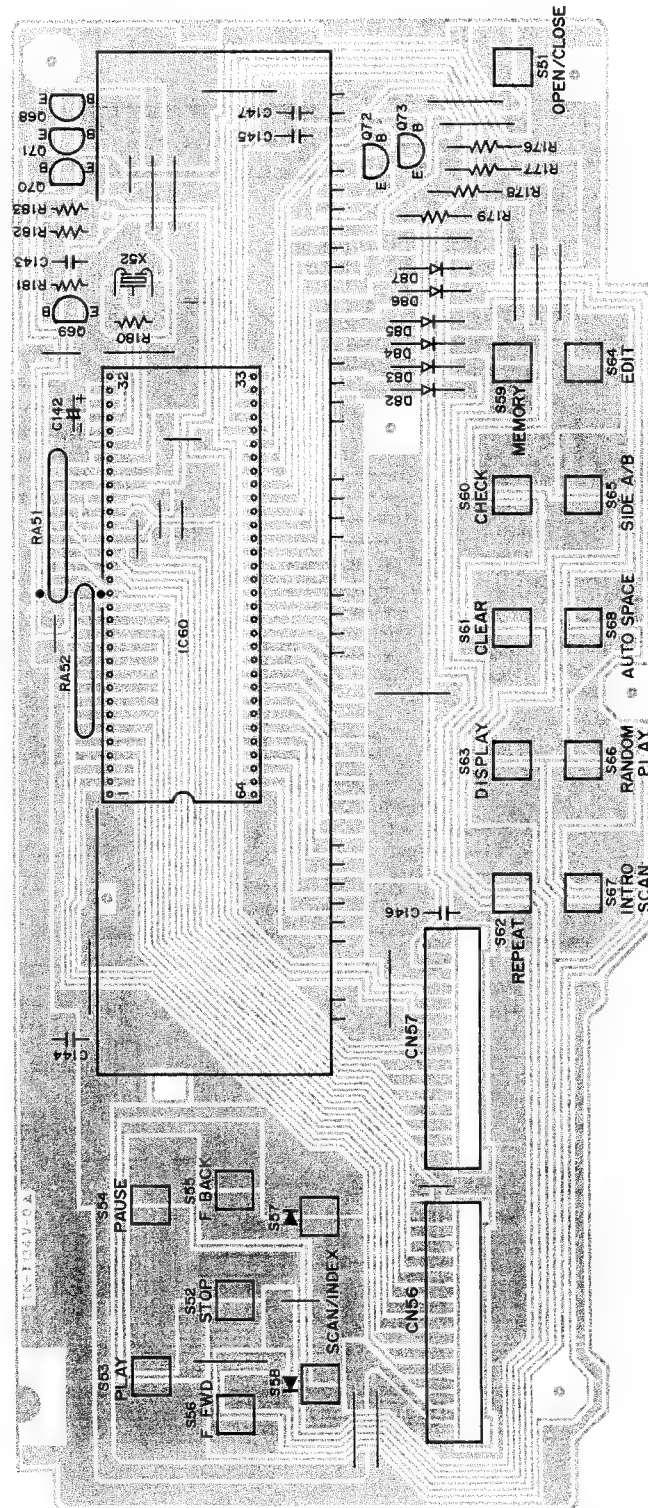 Q68
E
B
Q71
E
Q70
B
R183
R182
C143
R181
Q69
B
E
X52
R180
C147
C145
Q72
E
Q73
B
E
B
S51
OPEN/CLOSE
R176
R177
R178
R179
D87
D86
D85
D84
D83
D82
C142
+
32
33
RA51
RA52
IC60
1
64
S59
MEMORY
S64
EDIT
S60
CHECK
S65
SIDE A/B
S61
CLEAR
S68
AUTO SPACE
S63
DISPLAY
S66
RANDOM
PLAY
S62
REPEAT
S67
INTRO
SCAN
C146
C144
CN57
CN56
S54
PAUSE
S55
F BACK
S57
S53
PLAY
S52
STOP
SCAN/INDEX
S56
F FWD
S58